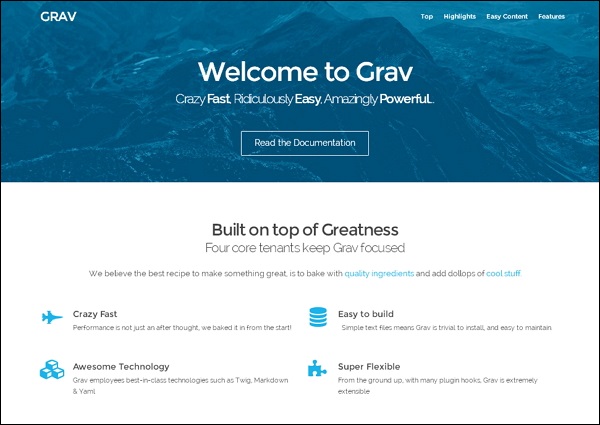 GRAV
Top Highlights Easy Content Features
Welcome to Grav
Crazy Fast, Ridiculously Easy, Amazingly Powerful..
Read the Documentation
Built on top of Greatness
Four core tenants keep Grav focused
We believe the best recipe to make something great, is to bake with quality ingredients and add dollops of cool stuff.
Crazy Fast
Performance is not just an after thought, we baked it in from the start!
Easy to build
Simple text files means Grav is trivial to install, and easy to maintain
Awesome Technology
Grav employees best-in-class technologies such as Twig, Markdown
& Yaml
Super Flexible
From the ground up, with many plugin hooks, Grav is extremely
extensible